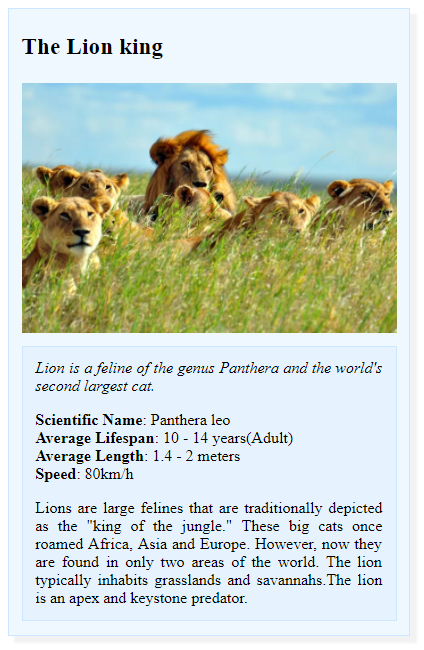 The Lion king
Lion is a feline of the genus Panthera and the world's
second largest cat.
Scientific Name: Panthera leo
Average Lifespan: 10 - 14 years(Adult)
Average Length: 1.4 - 2 meters
Speed: 80km/h
Lions are large felines that are traditionally depicted
as the "king of the jungle." These big cats once
roamed Africa, Asia and Europe. However, now they
are found in only two areas of the world. The lion
typically inhabits grasslands and savannahs.The lion
is an apex and keystone predator.